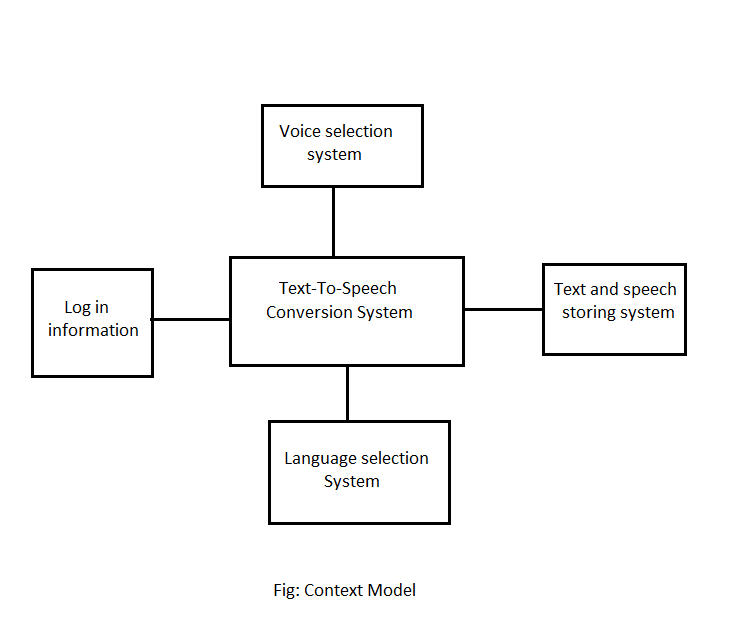 Voice selection
system
Text-To-Speech
Conversion System
Log in
information
Text and speech
storing system
Language selection
System
Fig: Context Model